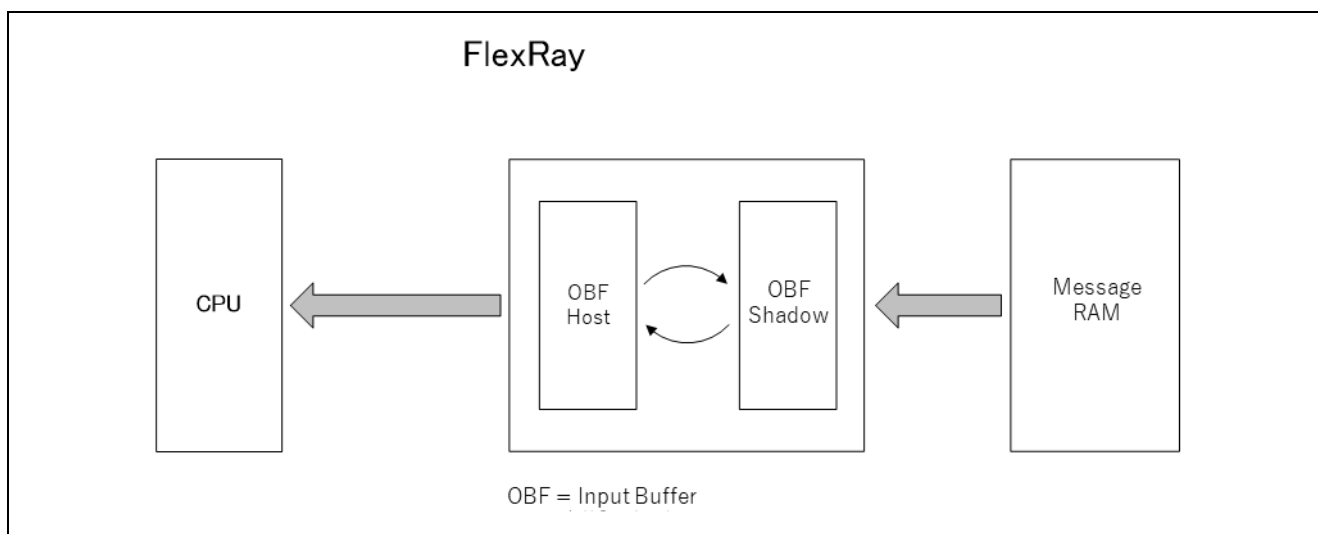 FlexRay
CPU
OBF
Host
OBF
Shadow
Message
RAM
OBF = Input Buffer